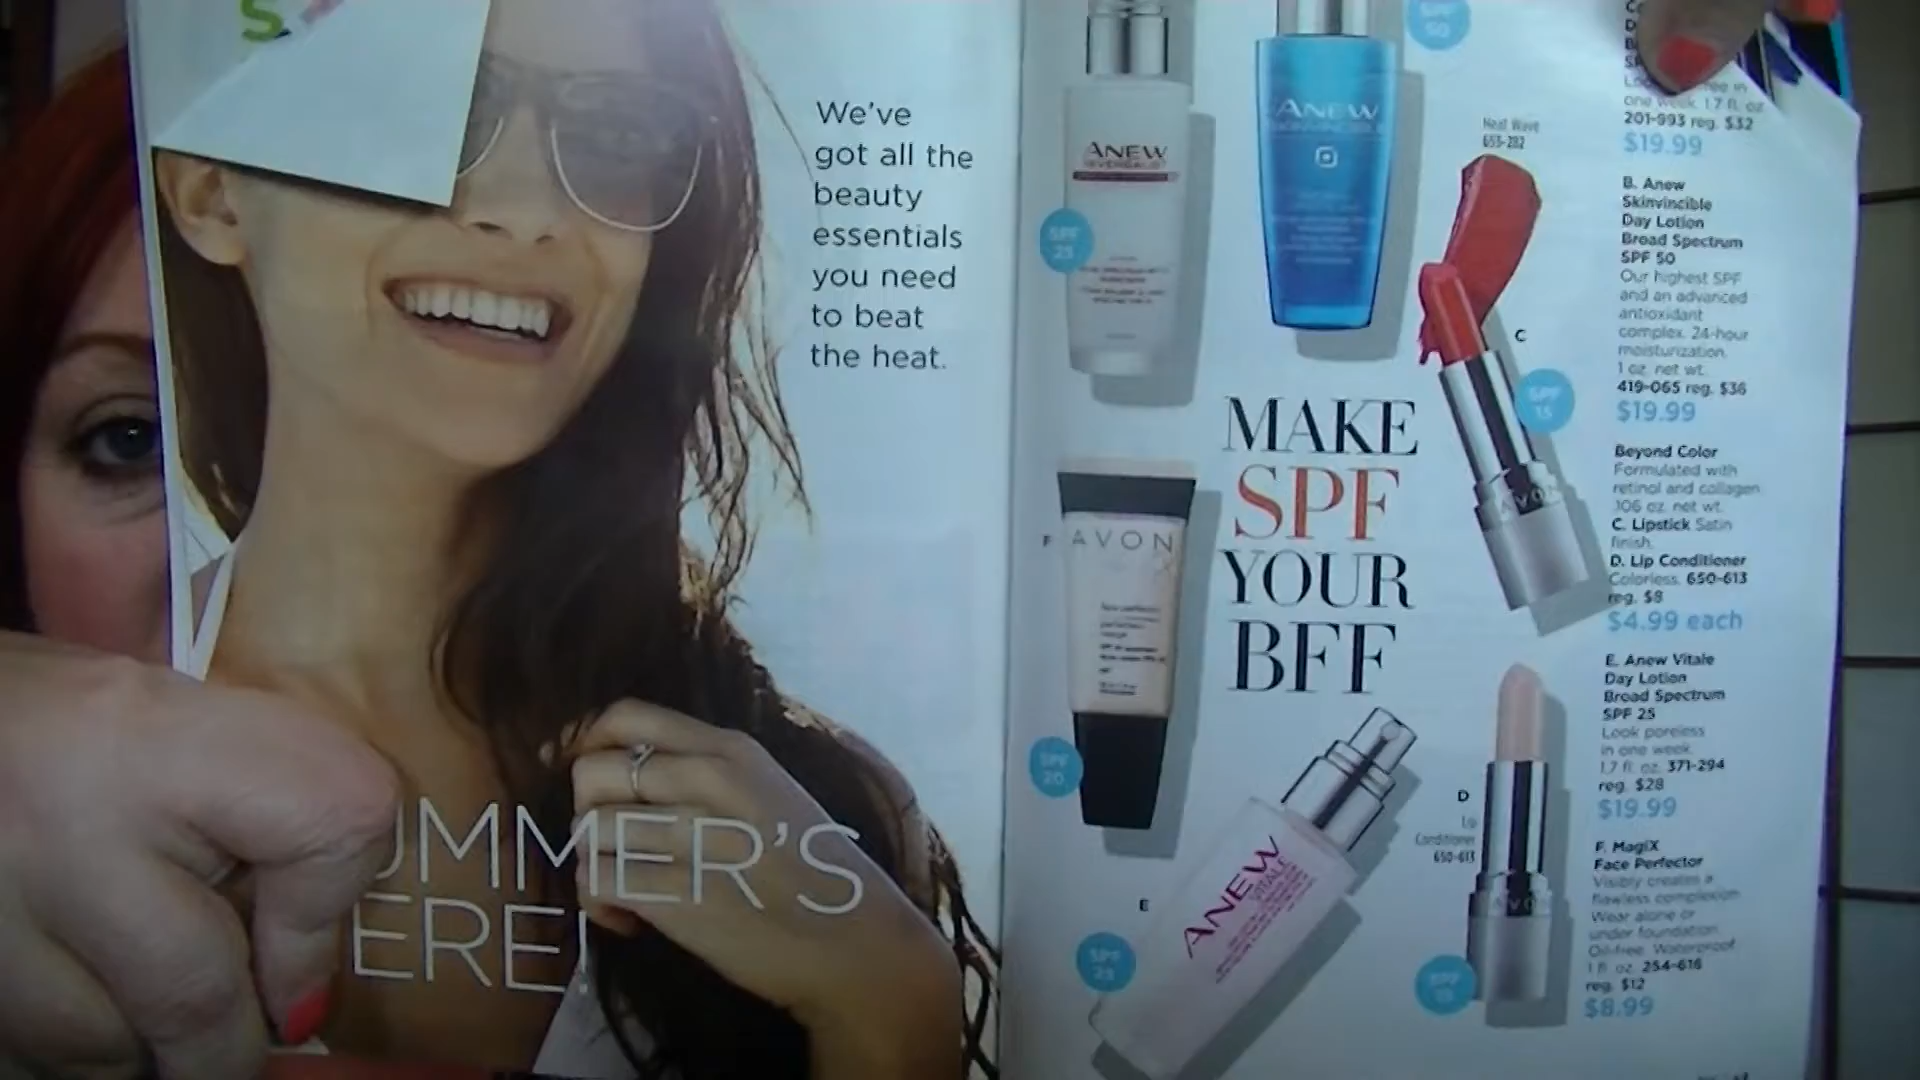 S
We've
got all the
beauty
essentials
you need
to beat
the heat.
UMMER'S
ERE!
ANEW
SPF
25
ANEW
SKINVINCIBLE
SPF
50
Heat Wave
655-282
C
SPF
15
MAKE
SPF
YOUR
BFF
F
AVON
SPF
20
E
ANEW
VITALE
SPF
25
D
Lip
Conditioner
650-613
AVON
SPF
15
one week. 1.7 fl. oz.
201-993 reg. $32
$19.99
B. Anew
Skinvincible
Day Lotion
Broad Spectrum
SPF 50
Our highest SPF
and an advanced
antioxidant
complex. 24-hour
moisturization.
1 oz. net wt.
419-065 reg. $36
$19.99
Beyond Color
Formulated with
retinol and collagen.
.106 oz. net wt.
C. Lipstick Satin
finish.
D. Lip Conditioner
Colorless. 650-613
reg. $8
$4.99 each
E. Anew Vitale
Day Lotion
Broad Spectrum
SPF 25
Look poreless
in one week.
1.7 fl. oz. 371-294
reg. $28
$19.99
F. MagiX
Face Perfector
Visibly creates a
flawless complexion.
Wear alone or
under foundation.
Oil-free. Waterproof.
1 fl. oz. 254-616
reg. $12
$8.99